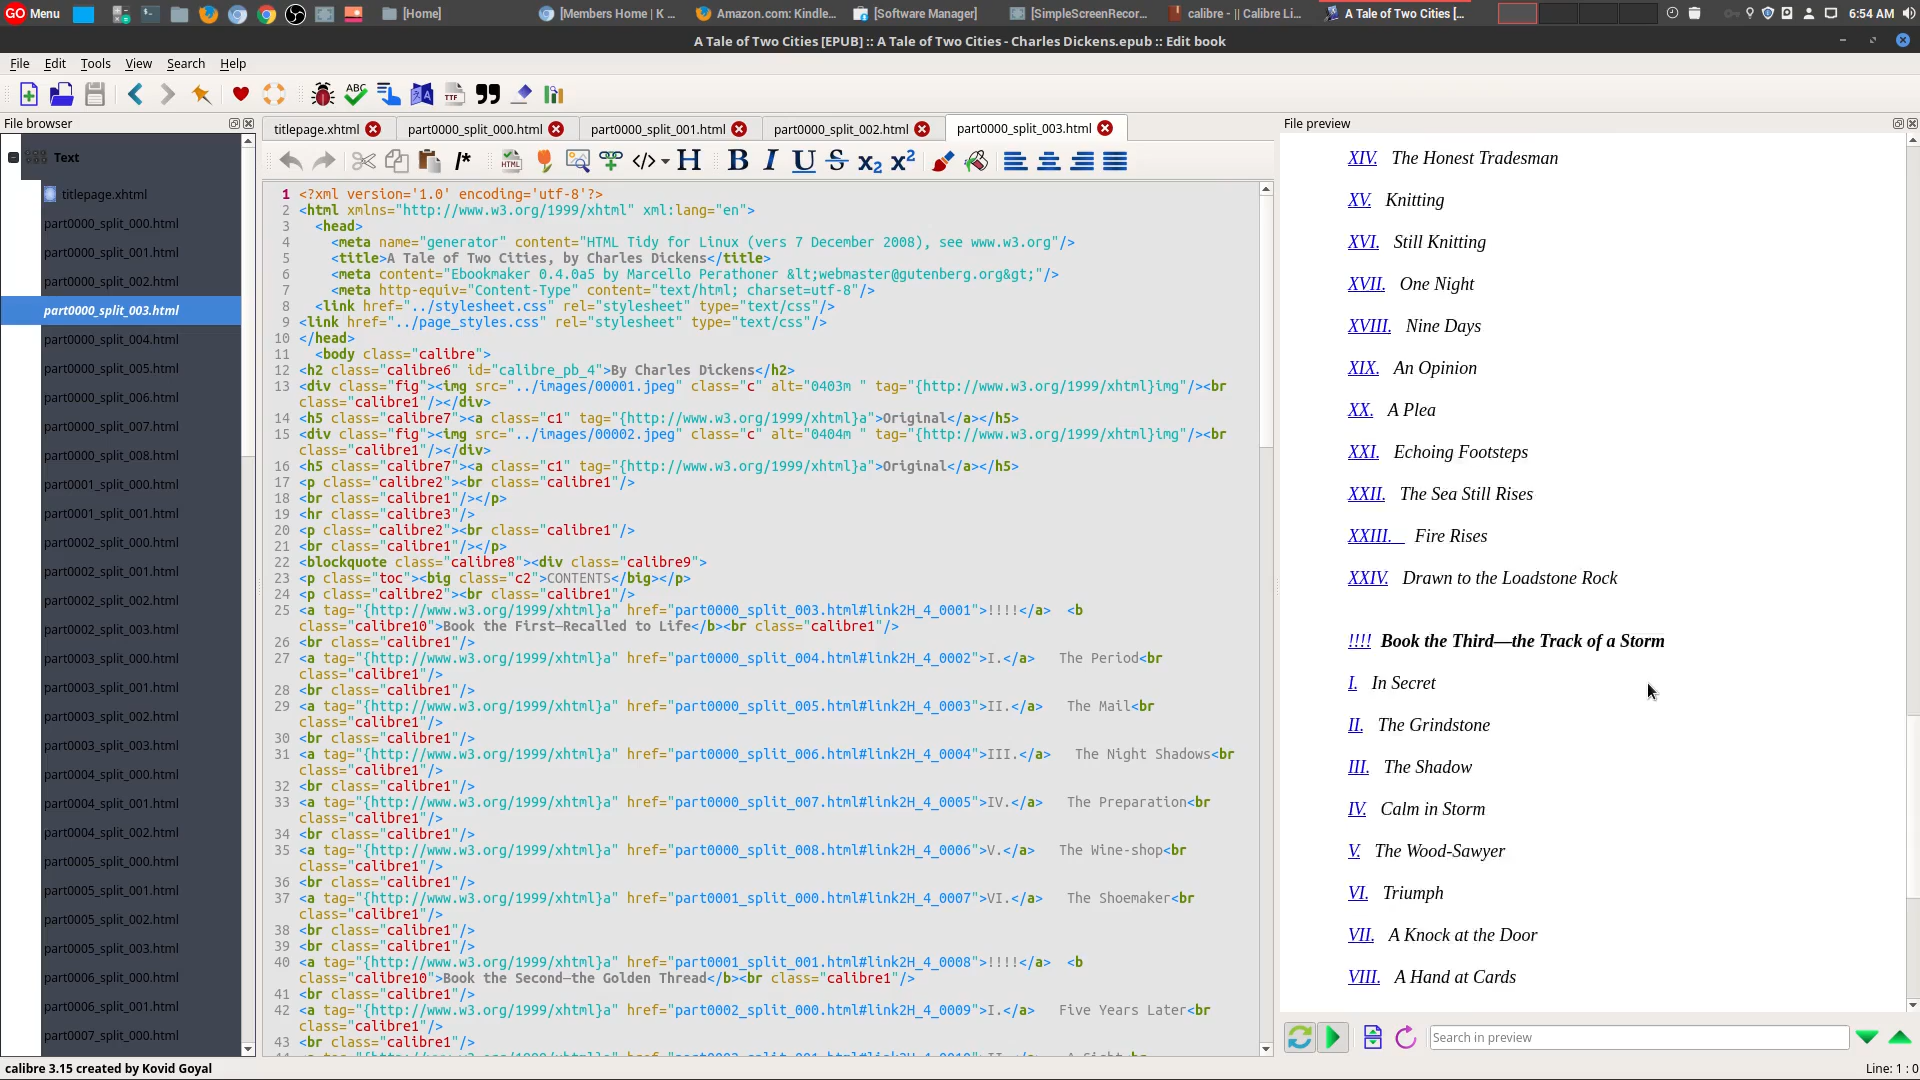 GO Menu
[Home]
[Members Home | K ...
Amazon.com: Kindle...
[Software Manager]
[SimpleScreenRecor...
calibre - || Calibre Li...
A Tale of Two Cities [...
6:54 AM
A Tale of Two Cities [EPUB] :: A Tale of Two Cities - Charles Dickens.epub :: Edit book
File Edit Tools View Search Help
ABC
TTF
File browser
Text
titlepage.xhtml
part0000_split_000.html
part0000_split_001.html
part0000_split_002.html
part0000_split_003.html
part0000_split_004.html
part0000_split_005.html
part0000_split_006.html
part0000_split_007.html
part0000_split_008.html
part0001_split_000.html
part0001_split_001.html
part0002_split_000.html
part0002_split_001.html
part0002_split_002.html
part0002_split_003.html
part0003_split_000.html
part0003_split_001.html
part0003_split_002.html
part0003_split_003.html
part0004_split_000.html
part0004_split_001.html
part0004_split_002.html
part0005_split_000.html
part0005_split_001.html
part0005_split_002.html
part0005_split_003.html
part0006_split_000.html
part0006_split_001.html
part0007_split_000.html
titlepage.xhtml
part0000_split_000.html
part0000_split_001.html
part0000_split_002.html
part0000_split_003.html
/* HTML </> H B I U S x2 x2
1 <?xml version='1.0' encoding='utf-8'?>
2 <html xmlns="http://www.w3.org/1999/xhtml" xml:lang="en">
3 <head>
4 <meta name="generator" content="HTML Tidy for Linux (vers 7 December 2008), see www.w3.org"/>
5 <title>A Tale of Two Cities, by Charles Dickens</title>
6 <meta content="Ebookmaker 0.4.0a5 by Marcello Perathoner &lt;webmaster@gutenberg.org&gt;"/>
7 <meta http-equiv="Content-Type" content="text/html; charset=utf-8"/>
8 <link href="../stylesheet.css" rel="stylesheet" type="text/css"/>
9 <link href="../page_styles.css" rel="stylesheet" type="text/css"/>
10 </head>
11 <body class="calibre">
12 <h2 class="calibre6" id="calibre_pb_4">By Charles Dickens</h2>
13 <div class="fig"><img src="../images/00001.jpeg" class="c" alt="0403m " tag="{http://www.w3.org/1999/xhtml}img"/><br
class="calibre1"/></div>
14 <h5 class="calibre7"><a class="c1" tag="{http://www.w3.org/1999/xhtml}a">Original</a></h5>
15 <div class="fig"><img src="../images/00002.jpeg" class="c" alt="0404m " tag="{http://www.w3.org/1999/xhtml}img"/><br
class="calibre1"/></div>
16 <h5 class="calibre7"><a class="c1" tag="{http://www.w3.org/1999/xhtml}a">Original</a></h5>
17 <p class="calibre2"><br class="calibre1"/>
18 <br class="calibre1"/></p>
19 <hr class="calibre3"/>
20 <p class="calibre2"><br class="calibre1"/>
21 <br class="calibre1"/></p>
22 <blockquote class="calibre8"><div class="calibre9">
23 <p class="toc"><big class="c2">CONTENTS</big></p>
24 <p class="calibre2"><br class="calibre1"/>
25 <a tag="{http://www.w3.org/1999/xhtml}a" href="part0000_split_003.html#link2H_4_0001">!!!!</a> <b
class="calibre10">Book the First—Recalled to Life</b><br class="calibre1"/>
26 <br class="calibre1"/>
27 <a tag="{http://www.w3.org/1999/xhtml}a" href="part0000_split_004.html#link2H_4_0002">I.</a> The Period<br
class="calibre1"/>
28 <br class="calibre1"/>
29 <a tag="{http://www.w3.org/1999/xhtml}a" href="part0000_split_005.html#link2H_4_0003">II.</a> The Mail<br
class="calibre1"/>
30 <br class="calibre1"/>
31 <a tag="{http://www.w3.org/1999/xhtml}a" href="part0000_split_006.html#link2H_4_0004">III.</a> The Night Shadows<br
class="calibre1"/>
32 <br class="calibre1"/>
33 <a tag="{http://www.w3.org/1999/xhtml}a" href="part0000_split_007.html#link2H_4_0005">IV.</a> The Preparation<br
class="calibre1"/>
34 <br class="calibre1"/>
35 <a tag="{http://www.w3.org/1999/xhtml}a" href="part0000_split_008.html#link2H_4_0006">V.</a> The Wine-shop<br
class="calibre1"/>
36 <br class="calibre1"/>
37 <a tag="{http://www.w3.org/1999/xhtml}a" href="part0001_split_000.html#link2H_4_0007">VI.</a> The Shoemaker<br
class="calibre1"/>
38 <br class="calibre1"/>
39 <br class="calibre1"/>
40 <a tag="{http://www.w3.org/1999/xhtml}a" href="part0001_split_001.html#link2H_4_0008">!!!!</a> <b
class="calibre10">Book the Second—the Golden Thread</b><br class="calibre1"/>
41 <br class="calibre1"/>
42 <a tag="{http://www.w3.org/1999/xhtml}a" href="part0002_split_000.html#link2H_4_0009">I.</a> Five Years Later<br
class="calibre1"/>
43 <br class="calibre1"/>
File preview
XIV. The Honest Tradesman
XV. Knitting
XVI. Still Knitting
XVII. One Night
XVIII. Nine Days
XIX. An Opinion
XX. A Plea
XXI. Echoing Footsteps
XXII. The Sea Still Rises
XXIII. Fire Rises
XXIV. Drawn to the Loadstone Rock
!!!! Book the Third—the Track of a Storm
I. In Secret
II. The Grindstone
III. The Shadow
IV. Calm in Storm
V. The Wood-Sawyer
VI. Triumph
VII. A Knock at the Door
VIII. A Hand at Cards
Search in preview
calibre 3.15 created by Kovid Goyal
Line: 1 : 0